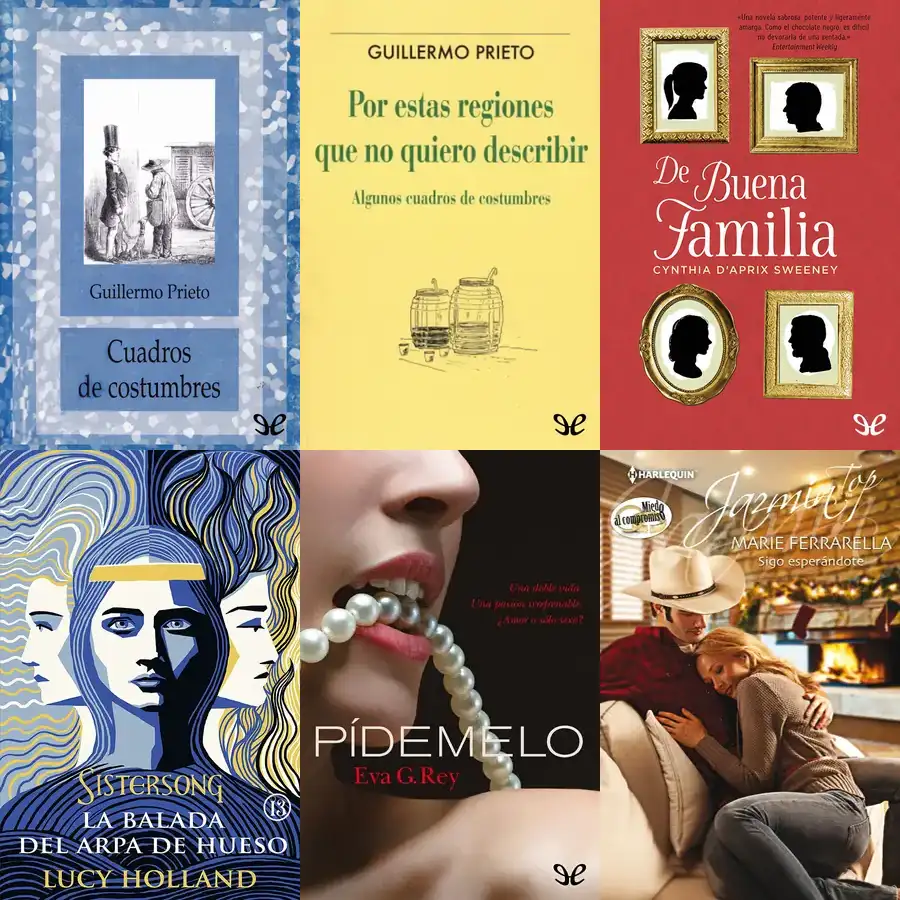 Guillermo Prieto
Cuadros
de costumbres
GUILLERMO PRIETO
Por estas regiones
que no quiero describir
Algunos cuadros de costumbres
«Una novela sabrosa, potente y ligeramente
amarga. Como el chocolate negro, es difícil
no devorarla de una sentada.»
Entertainment Weekly
De Buena
Familia
CYNTHIA D'APRIX SWEENEY
SISTERSONG
13
LA BALADA
DEL ARPA DE HUESO
LUCY HOLLAND
Una doble vida.
Una pasión irrefrenable.
¿Amor o sólo sexo?
PÍDEMELO
Eva G. Rey
HARLEQUIN
Jazmín Top
Miedo
al compromiso
MARIE FERRARELLA
Sigo esperándote